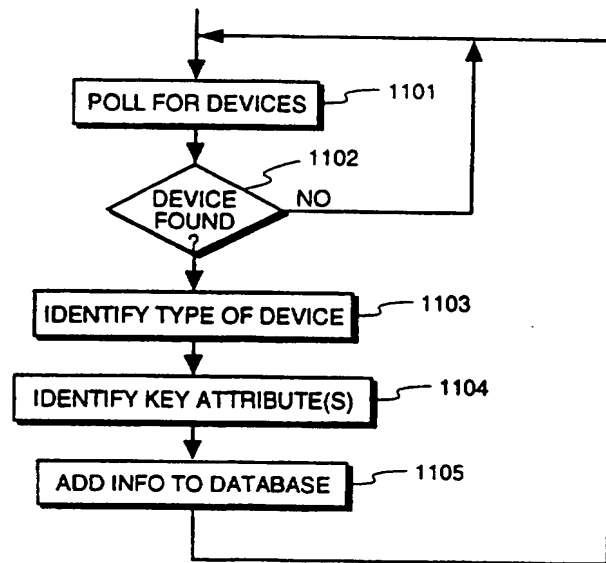 POLL FOR DEVICES
1101
1102
DEVICE
FOUND
?
NO
IDENTIFY TYPE OF DEVICE
1103
IDENTIFY KEY ATTRIBUTE(S)
1104
ADD INFO TO DATABASE
1105